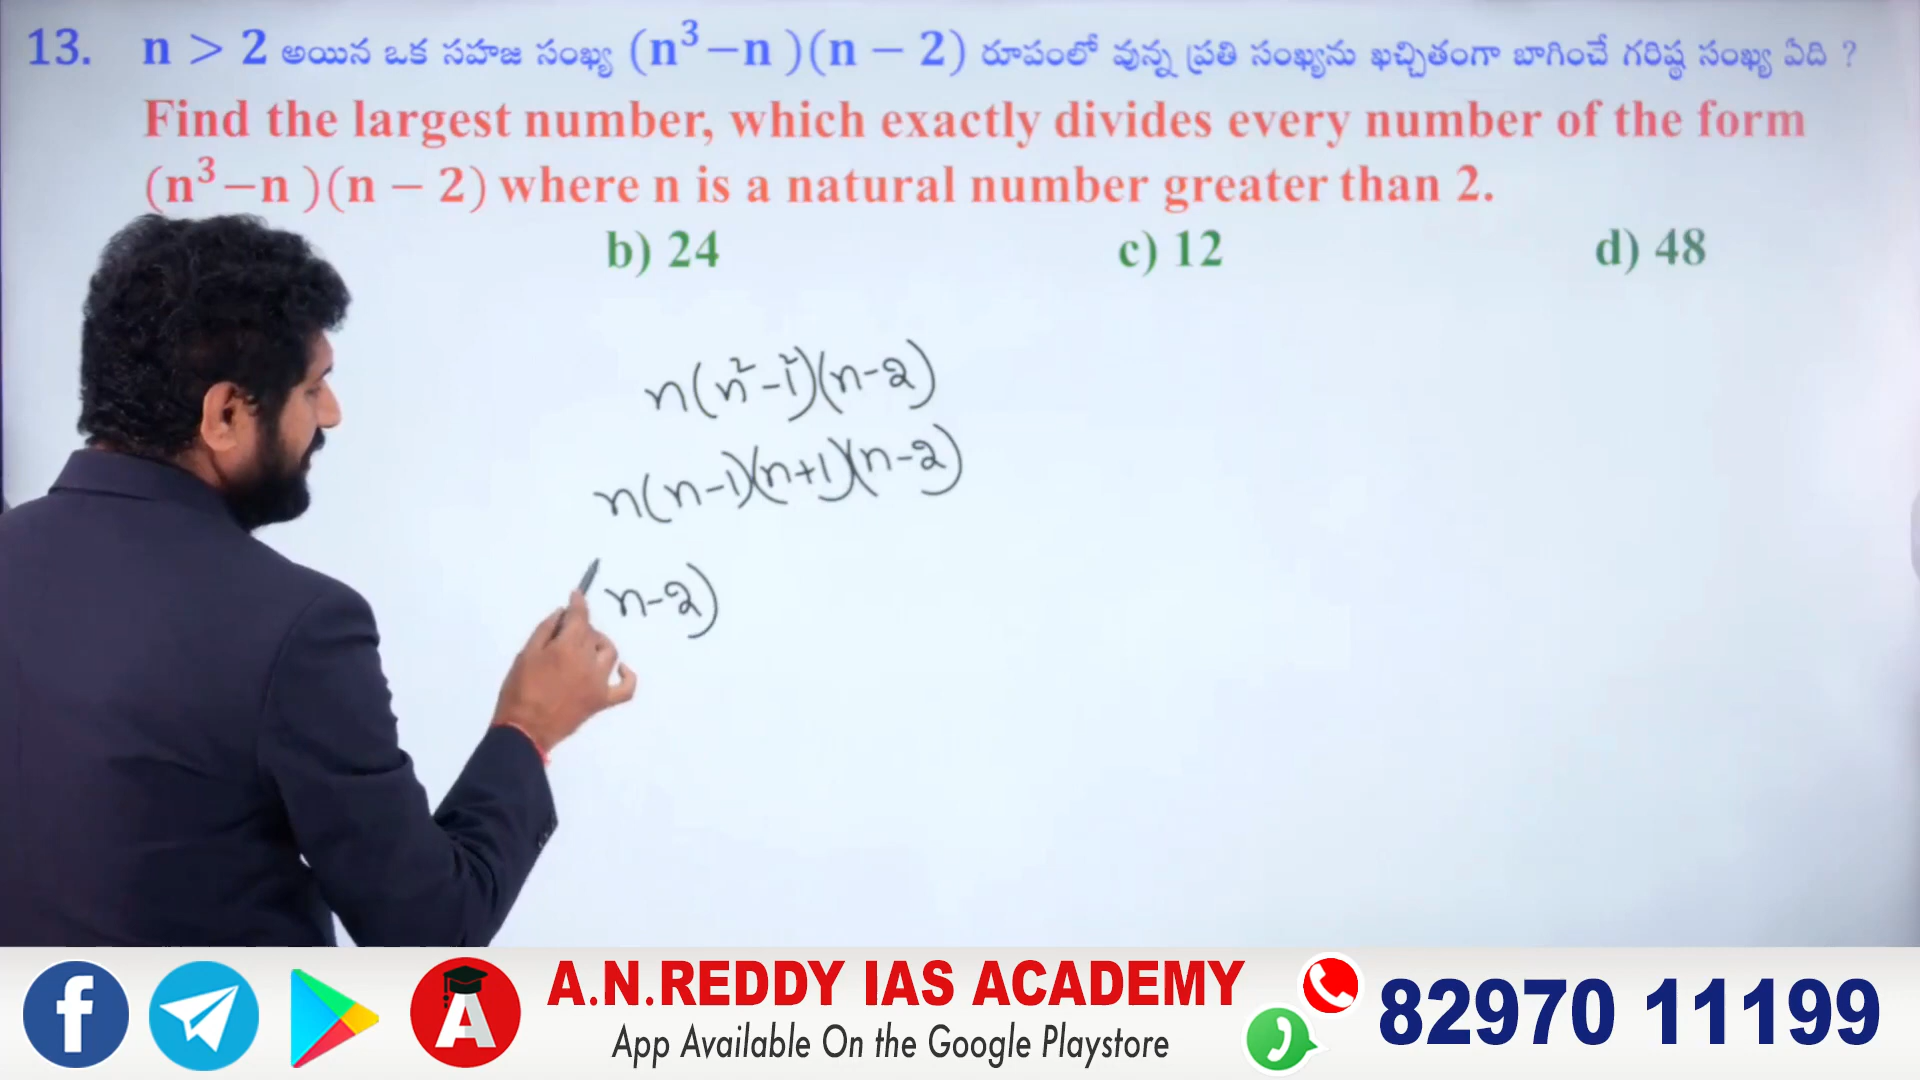 13. n > 2 అయిన ఒక సహజ సంఖ్య (n³−n )(n − 2) రూపంలో వున్న ప్రతి సంఖ్యను ఖచ్చితంగా బాగించే గరిష్ఠ సంఖ్య ఏది ?
Find the largest number, which exactly divides every number of the form
(n³−n )(n − 2) where n is a natural number greater than 2.
b) 24 c) 12 d) 48
n(n²-1²)(n-2)
n(n-1)(n+1)(n-2)
n-2)
A.N.REDDY IAS ACADEMY
App Available On the Google Playstore
82970 11199